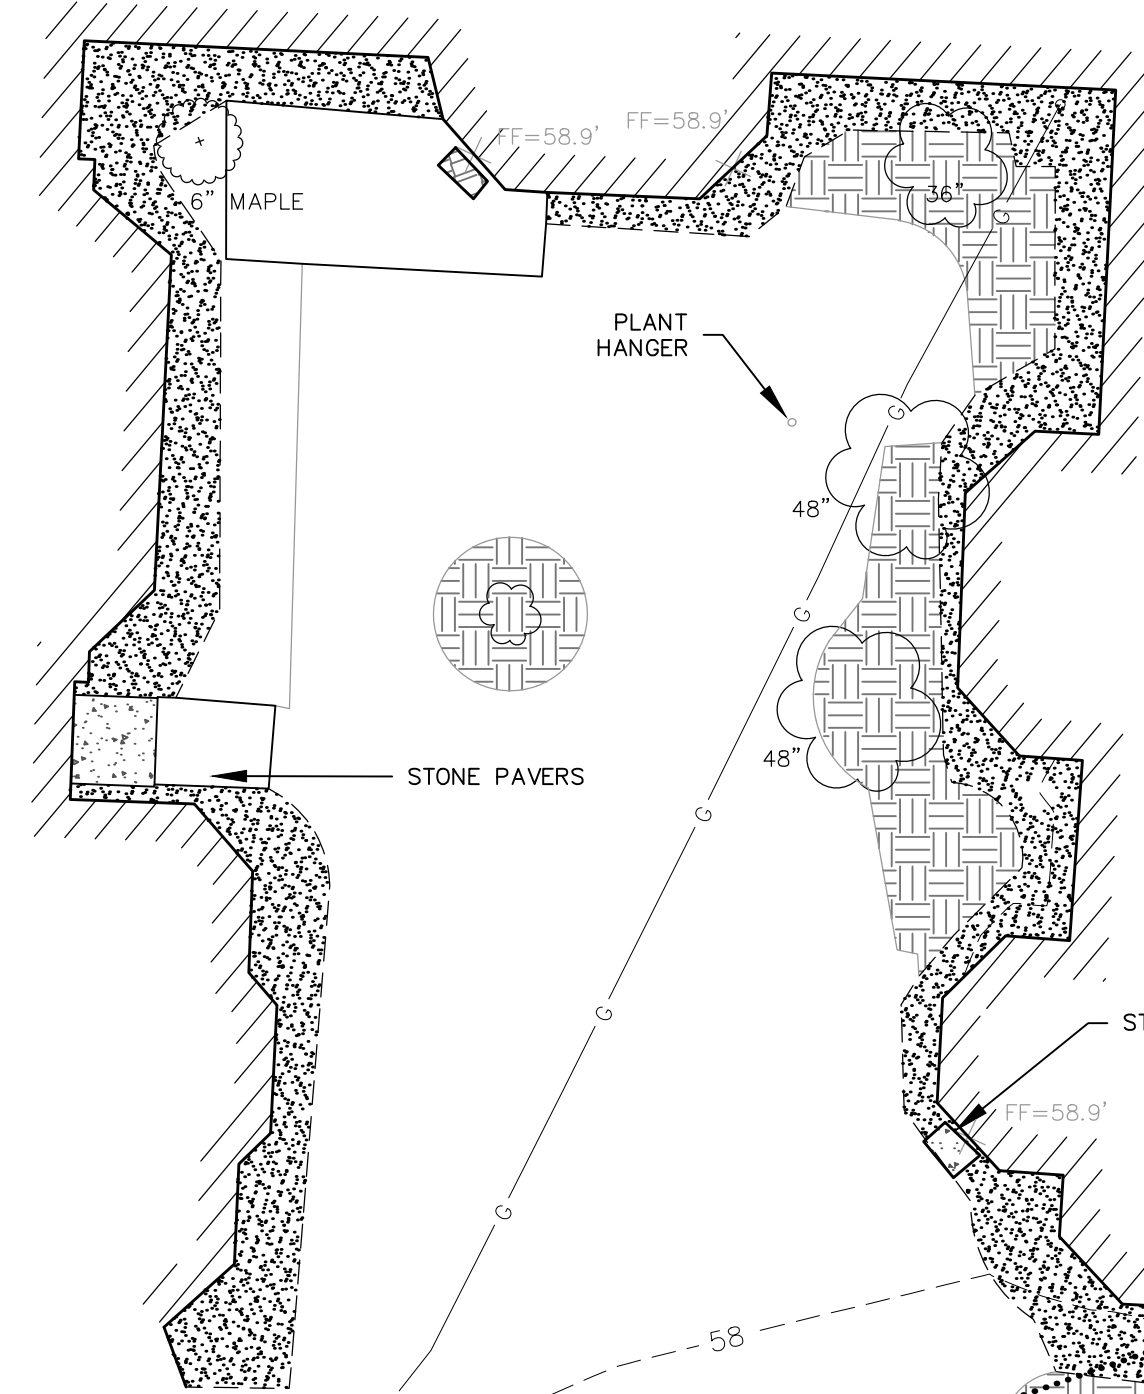 FF=58.9’ FF=58.9’
6” MAPLE
36”
G
PLANT
HANGER
G
48”
G
48”
STONE PAVERS
G
G
ST
FF=58.9’
G
58